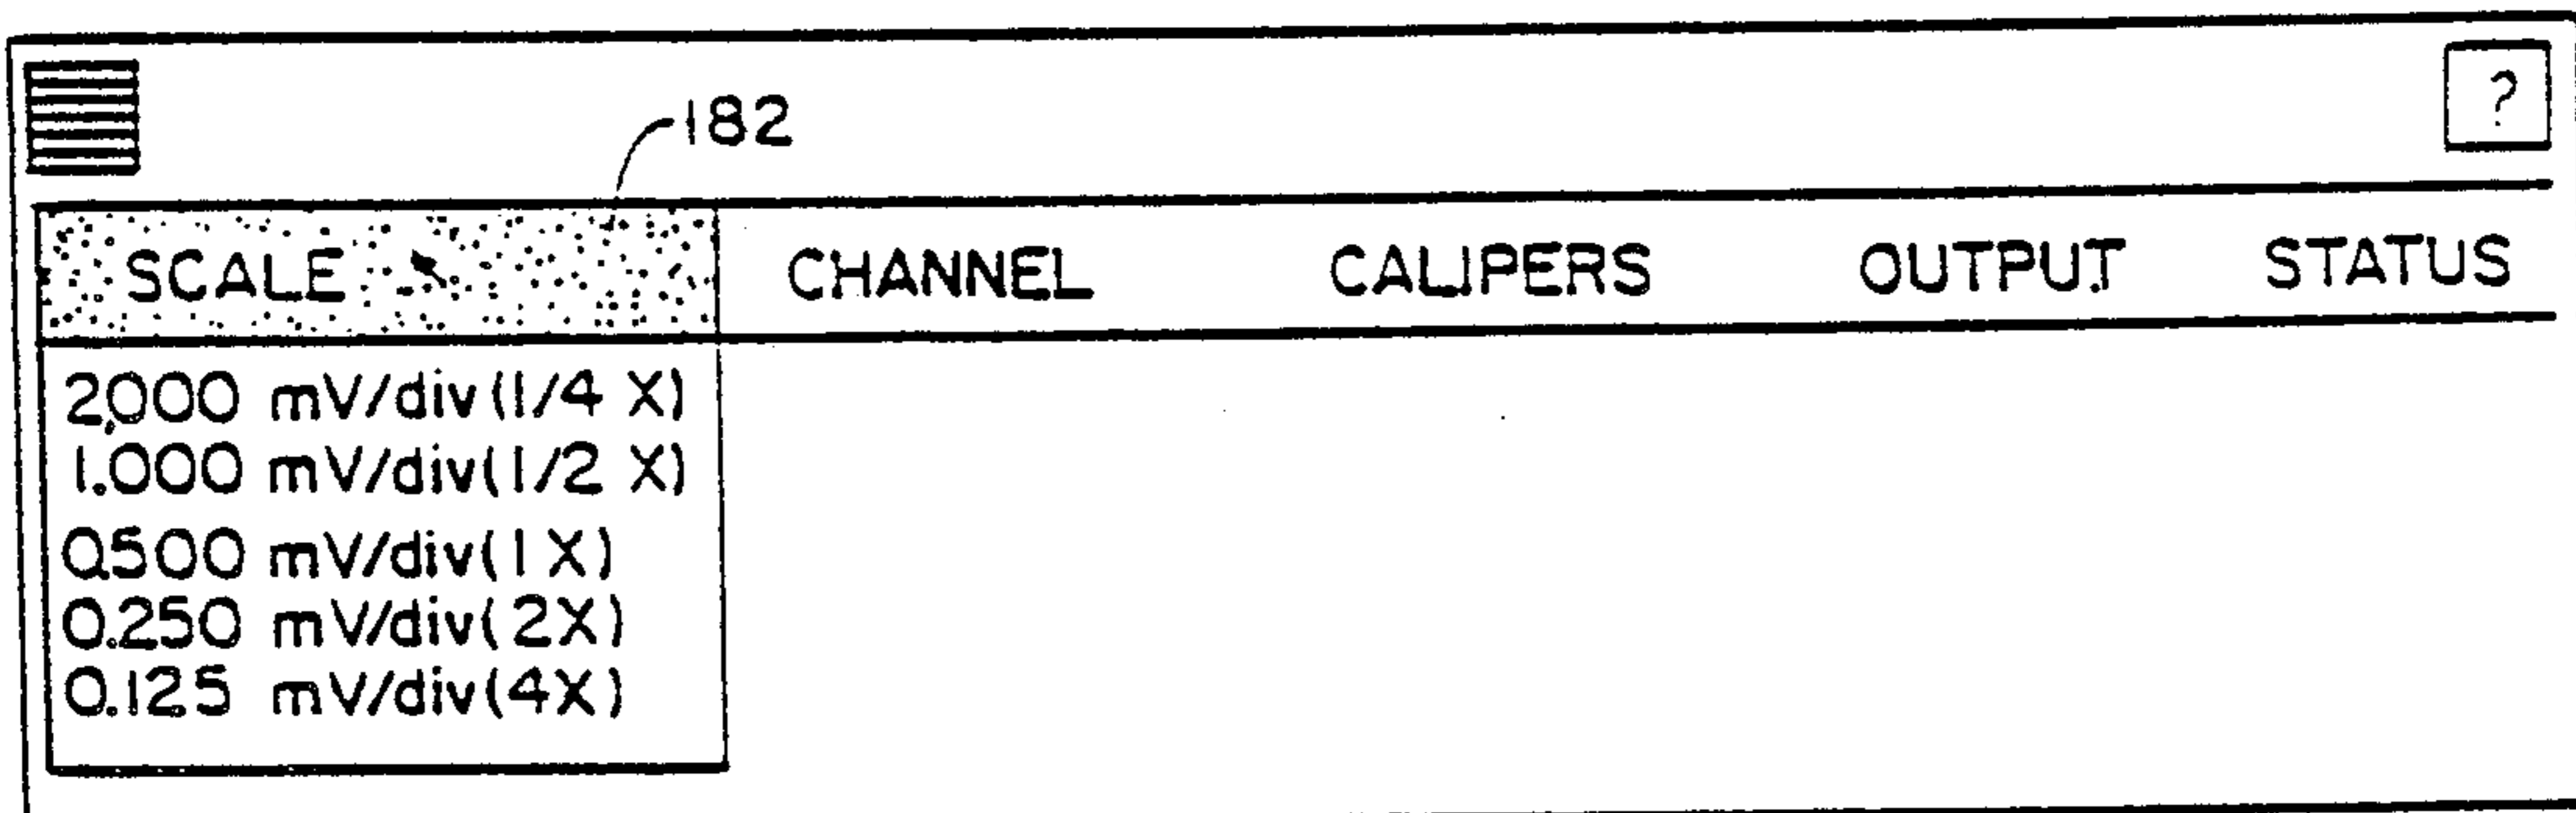 ?
182
SCALE CHANNEL CALIPERS OUTPUT STATUS
2,000 mV/div(1/4 X)
1.000 mV/div(1/2 X)
0.500 mV/div(1X)
0.250 mV/div(2X)
0.125 mV/div(4X)